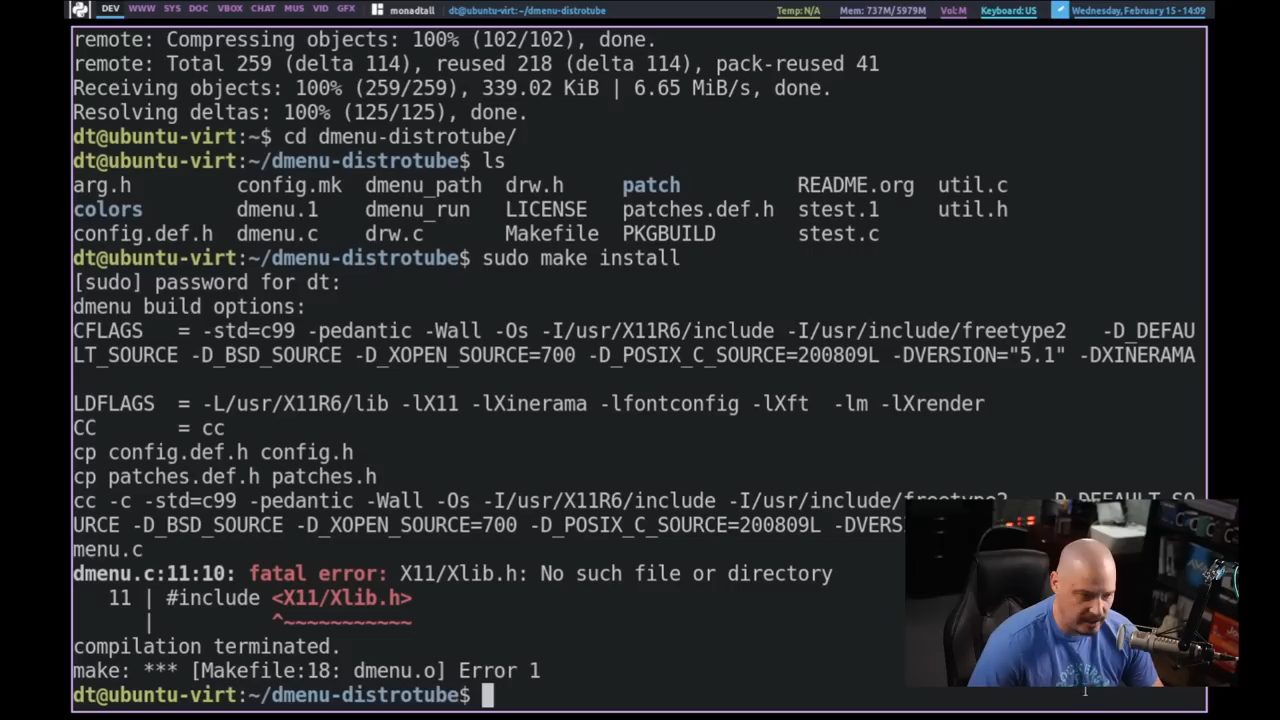 DEV WWW SYS DOC VBOX CHAT MUS VID GFX monadtall dt@ubuntu-virt:~/dmenu-distrotube Temp: N/A Mem: 737M/5979M Vol: M Keyboard: US Wednesday, February 15 - 14:09
remote: Compressing objects: 100% (102/102), done.
remote: Total 259 (delta 114), reused 218 (delta 114), pack-reused 41
Receiving objects: 100% (259/259), 339.02 KiB | 6.65 MiB/s, done.
Resolving deltas: 100% (125/125), done.
dt@ubuntu-virt:~$ cd dmenu-distrotube/
dt@ubuntu-virt:~/dmenu-distrotube$ ls
arg.h config.mk dmenu_path drw.h patch README.org util.c
colors dmenu.1 dmenu_run LICENSE patches.def.h stest.1 util.h
config.def.h dmenu.c drw.c Makefile PKGBUILD stest.c
dt@ubuntu-virt:~/dmenu-distrotube$ sudo make install
[sudo] password for dt:
dmenu build options:
CFLAGS = -std=c99 -pedantic -Wall -Os -I/usr/X11R6/include -I/usr/include/freetype2 -D_DEFAU
LT_SOURCE -D_BSD_SOURCE -D_XOPEN_SOURCE=700 -D_POSIX_C_SOURCE=200809L -DVERSION="5.1" -DXINERAMA
LDFLAGS = -L/usr/X11R6/lib -lX11 -lXinerama -lfontconfig -lXft -lm -lXrender
CC = cc
cp config.def.h config.h
cp patches.def.h patches.h
cc -c -std=c99 -pedantic -Wall -Os -I/usr/X11R6/include -I/usr/include/freetype2 -D_DEFAULT_SO
URCE -D_BSD_SOURCE -D_XOPEN_SOURCE=700 -D_POSIX_C_SOURCE=200809L -DVERS
menu.c
dmenu.c:11:10: fatal error: X11/Xlib.h: No such file or directory
11 | #include <X11/Xlib.h>
| ^~~~~~~~~~~~
compilation terminated.
make: *** [Makefile:18: dmenu.o] Error 1
dt@ubuntu-virt:~/dmenu-distrotube$